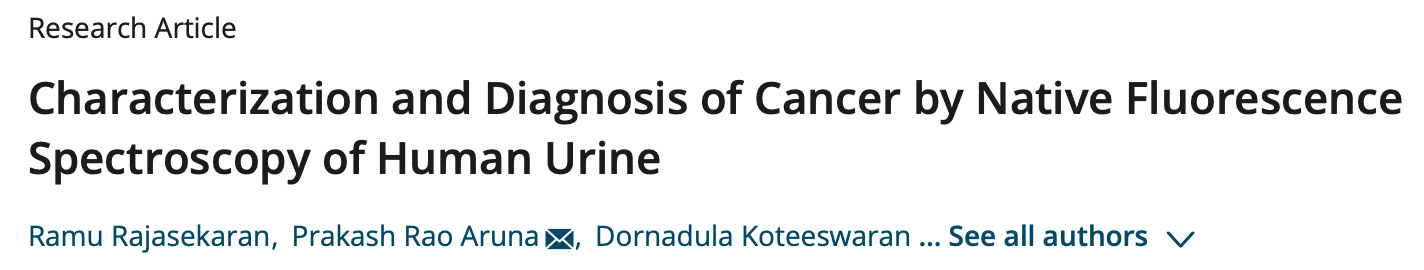 Research Article
Characterization and Diagnosis of Cancer by Native Fluorescence
Spectroscopy of Human Urine
Ramu Rajasekaran, Prakash Rao Aruna, Dornadula Koteeswaran ... See all authors